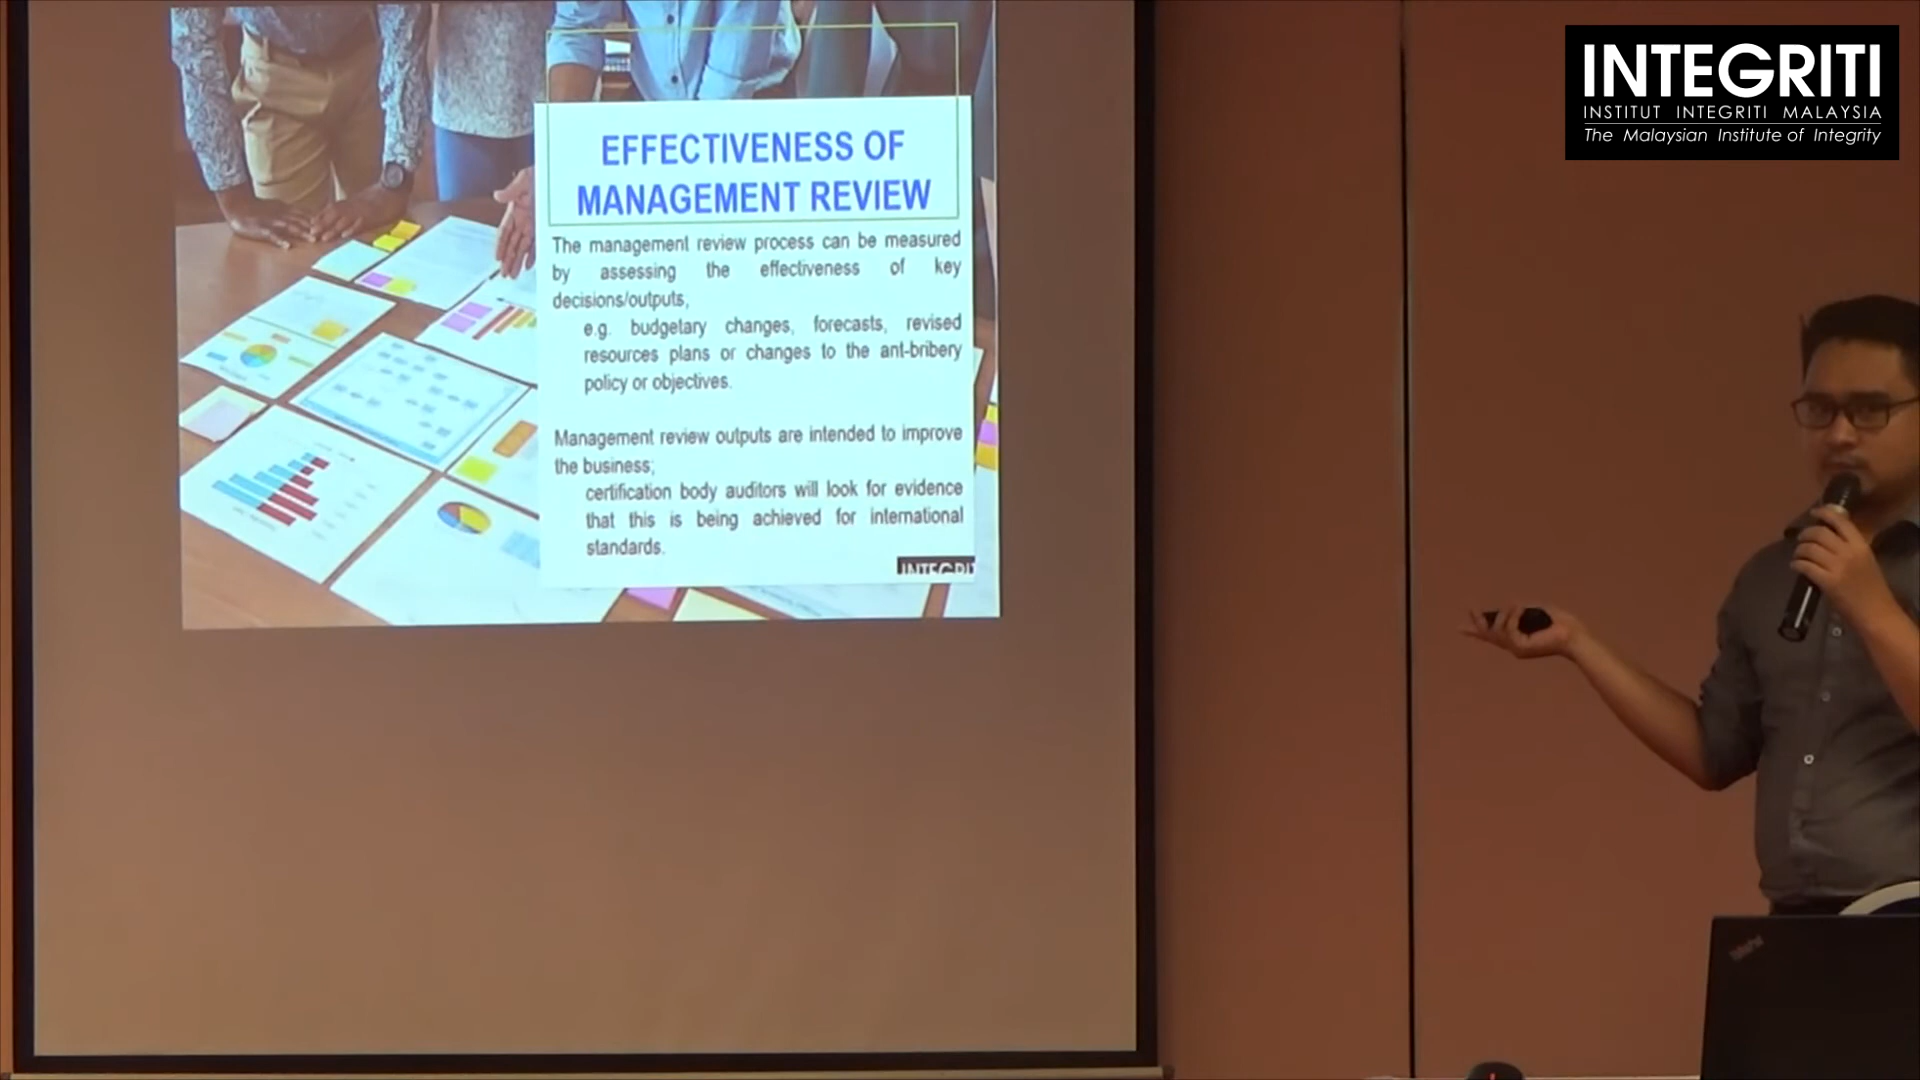 INTEGRITI
INSTITUT INTEGRITI MALAYSIA
The Malaysian Institute of Integrity
EFFECTIVENESS OF
MANAGEMENT REVIEW
The management review process can be measured
by assessing the effectiveness of key
decisions/outputs,
e.g. budgetary changes, forecasts, revised
resources plans or changes to the ant-bribery
policy or objectives.
Management review outputs are intended to improve
the business;
certification body auditors will look for evidence
that this is being achieved for international
standards.
ThinkPad